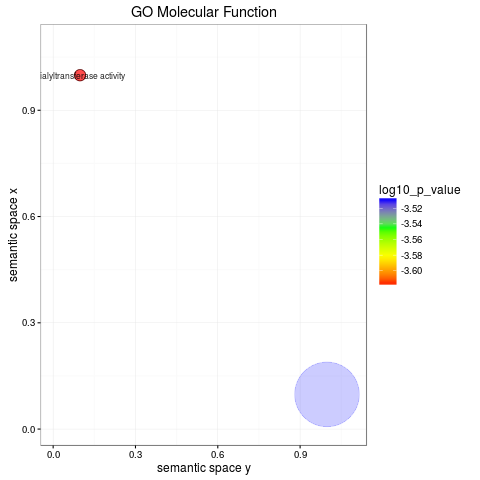 GO Molecular Function
ialyltransferase activity
0.9
0.6
0.3
0.0
semantic space x
0.0
0.3
0.6
0.9
semantic space y
log10_p_value
-3.52
-3.54
-3.56
-3.58
-3.60